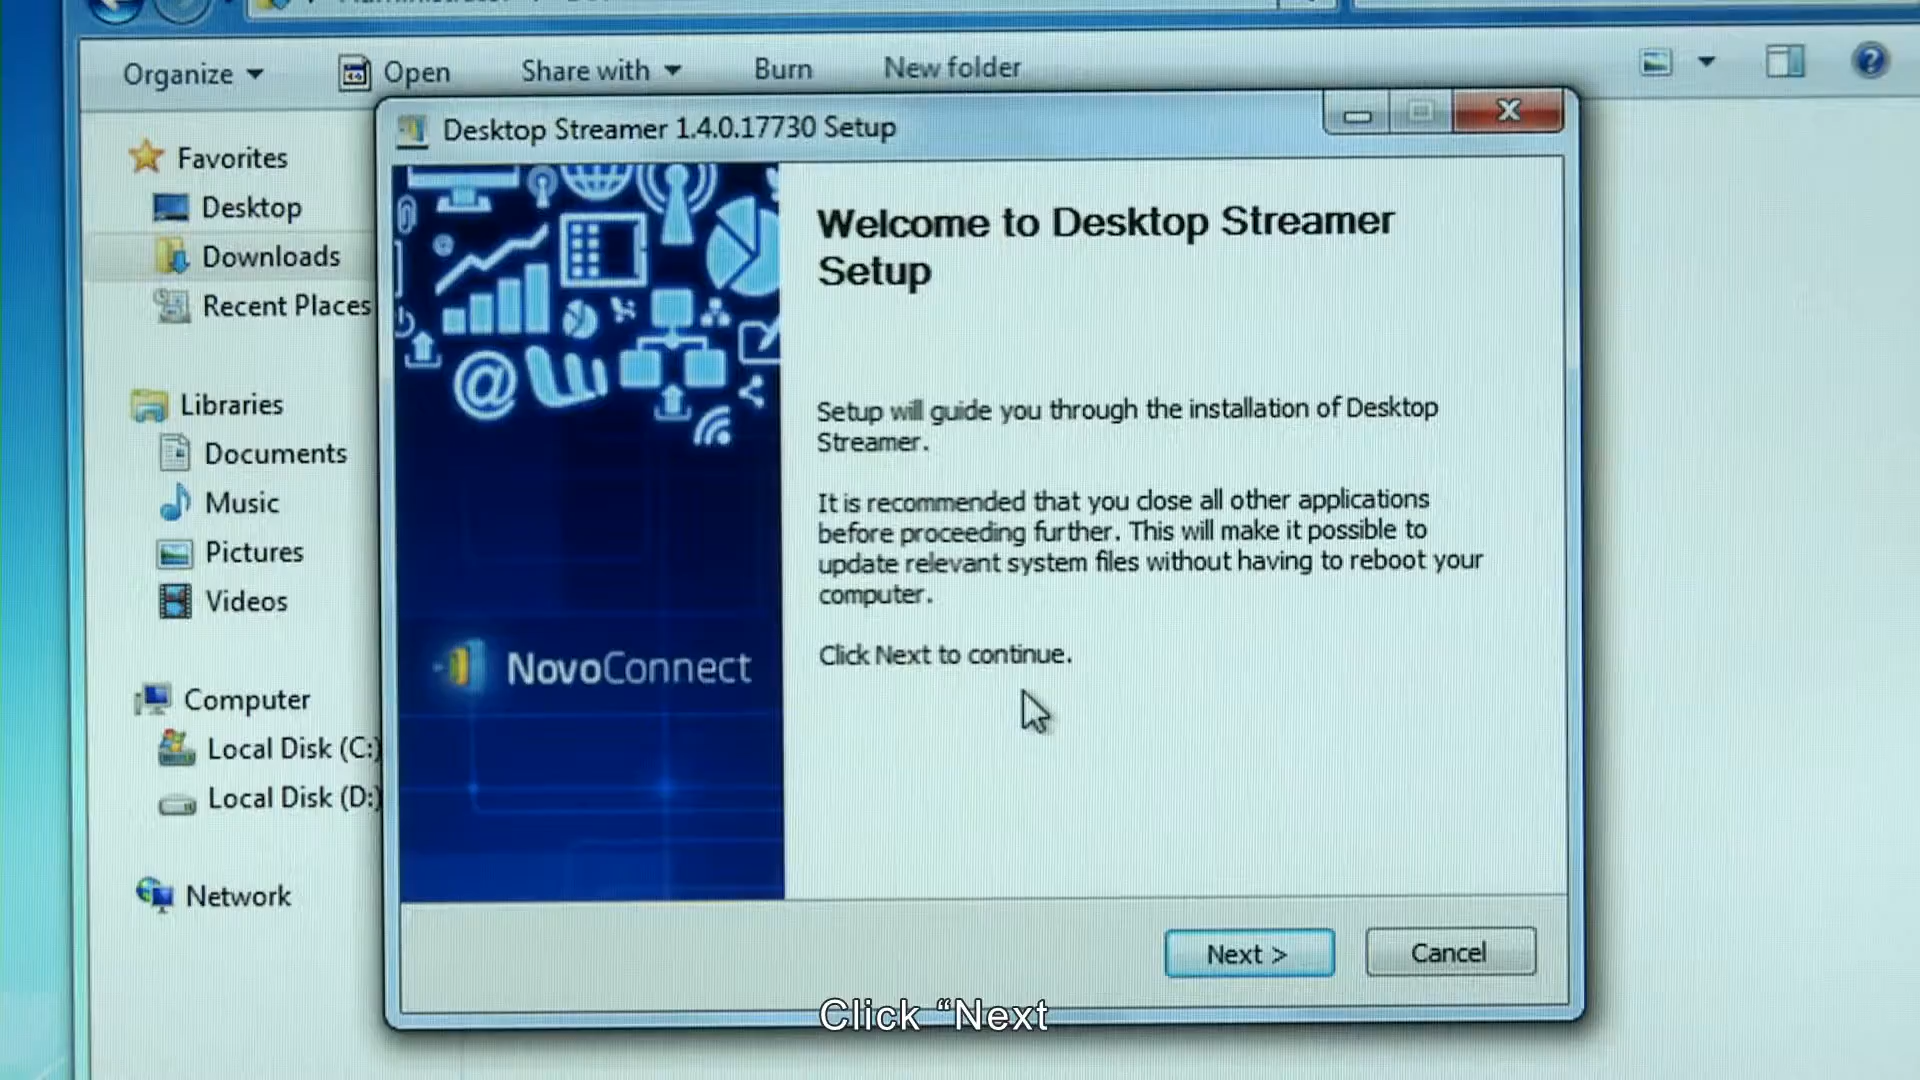 Organize
Open
Share with
Burn
New folder
Favorites
Desktop
Downloads
Recent Places
Libraries
Documents
Music
Pictures
Videos
Computer
Local Disk (C:)
Local Disk (D:)
Network
Desktop Streamer 1.4.0.17730 Setup
NovoConnect
Welcome to Desktop Streamer
Setup
Setup will guide you through the installation of Desktop
Streamer.
It is recommended that you close all other applications
before proceeding further. This will make it possible to
update relevant system files without having to reboot your
computer.
Click Next to continue.
Next >
Cancel
Click “Next